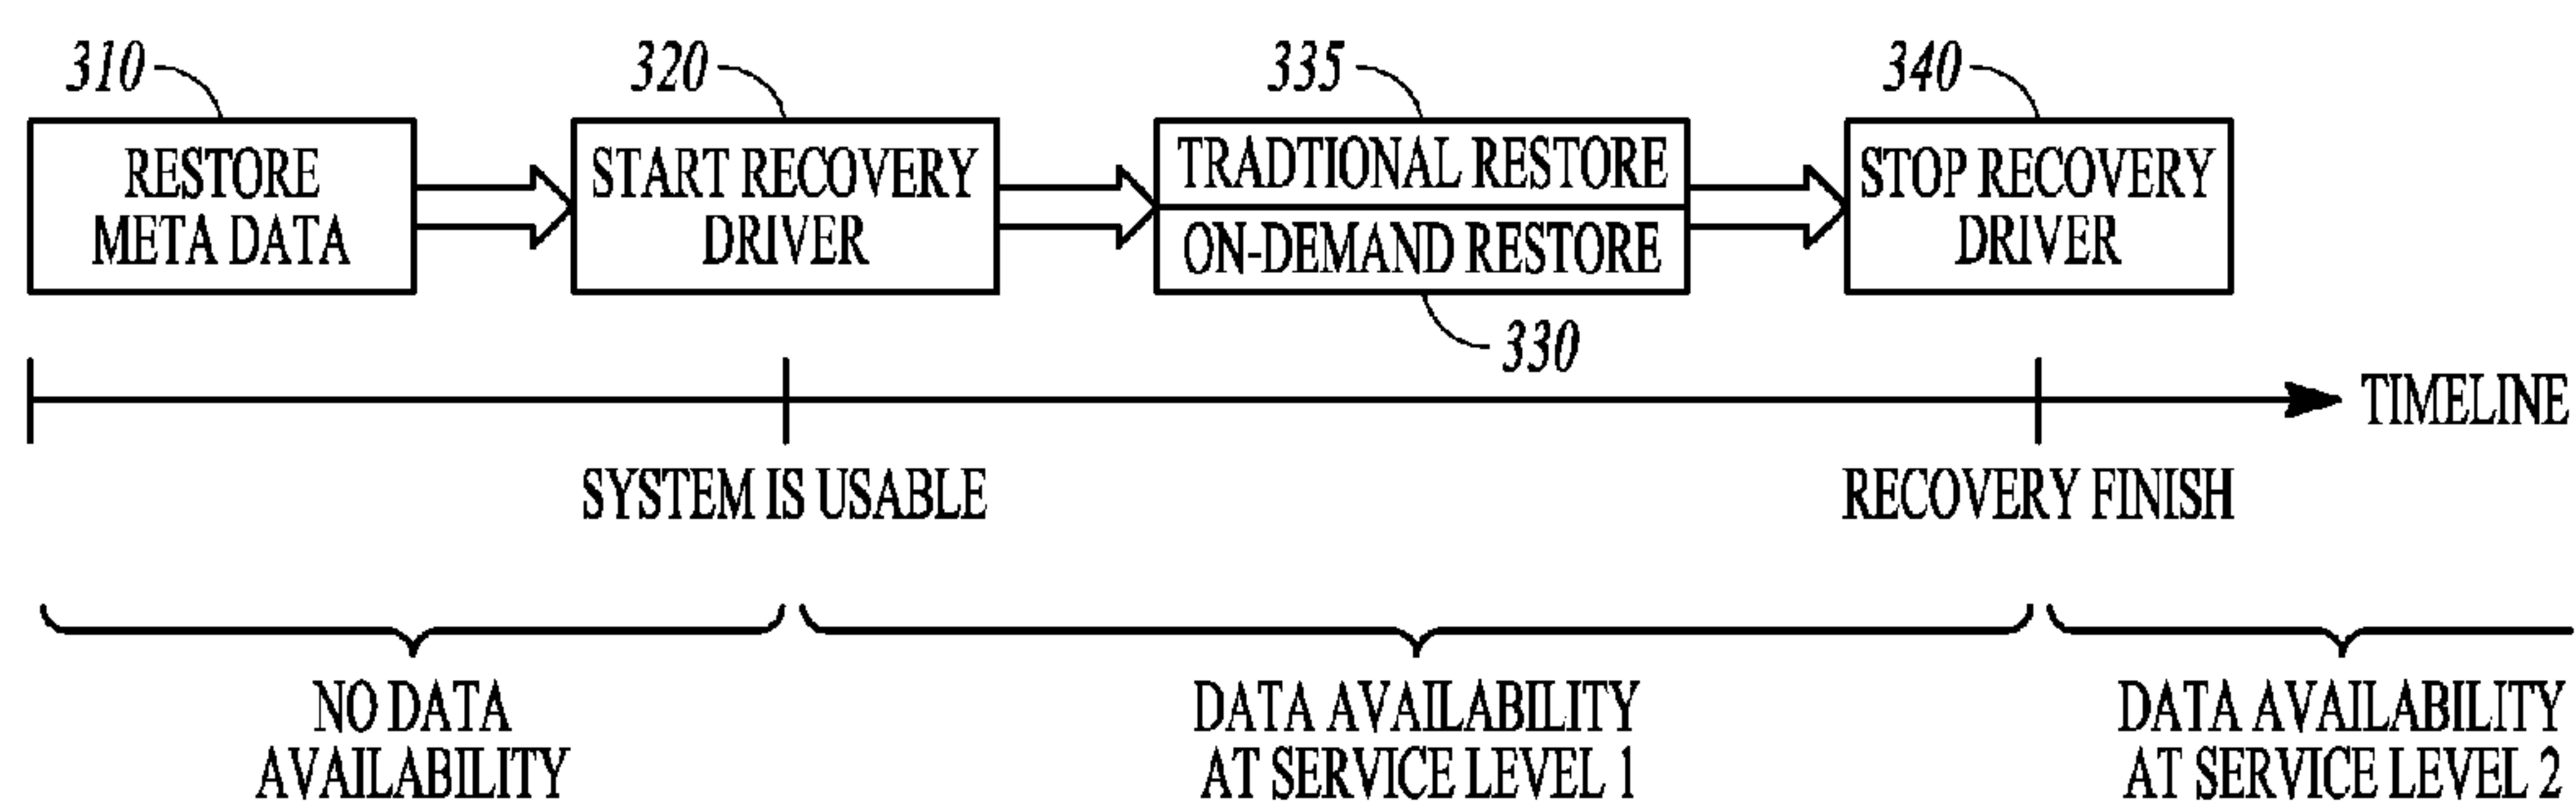 310
320
335
340
RESTORE
META DATA
START RECOVERY
DRIVER
TRADTIONAL RESTORE
ON-DEMAND RESTORE
STOP RECOVERY
DRIVER
330
TIMELINE
SYSTEM IS USABLE
RECOVERY FINISH
NO DATA
AVAILABILITY
DATA AVAILABILITY
AT SERVICE LEVEL 1
DATA AVAILABILITY
AT SERVICE LEVEL 2